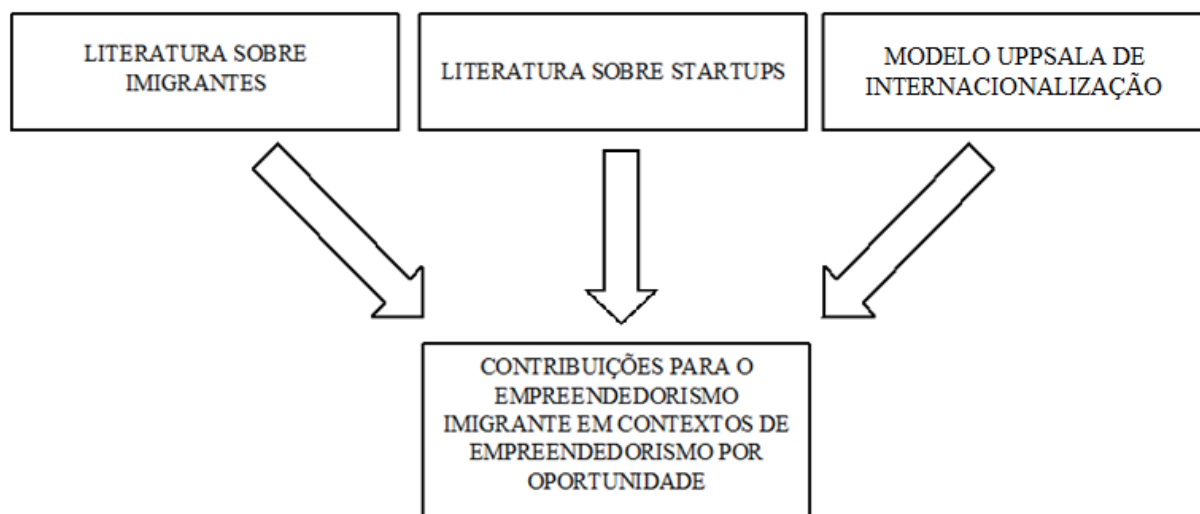 LITERATURA SOBRE
IMIGRANTES
LITERATURA SOBRE STARTUPS
MODELO UPPSALA DE
INTERNACIONALIZAÇÃO
CONTRIBUIÇÕES PARA O
EMPREENDEDORISMO
IMIGRANTE EM CONTEXTOS DE
EMPREENDEDORISMO POR
OPORTUNIDADE